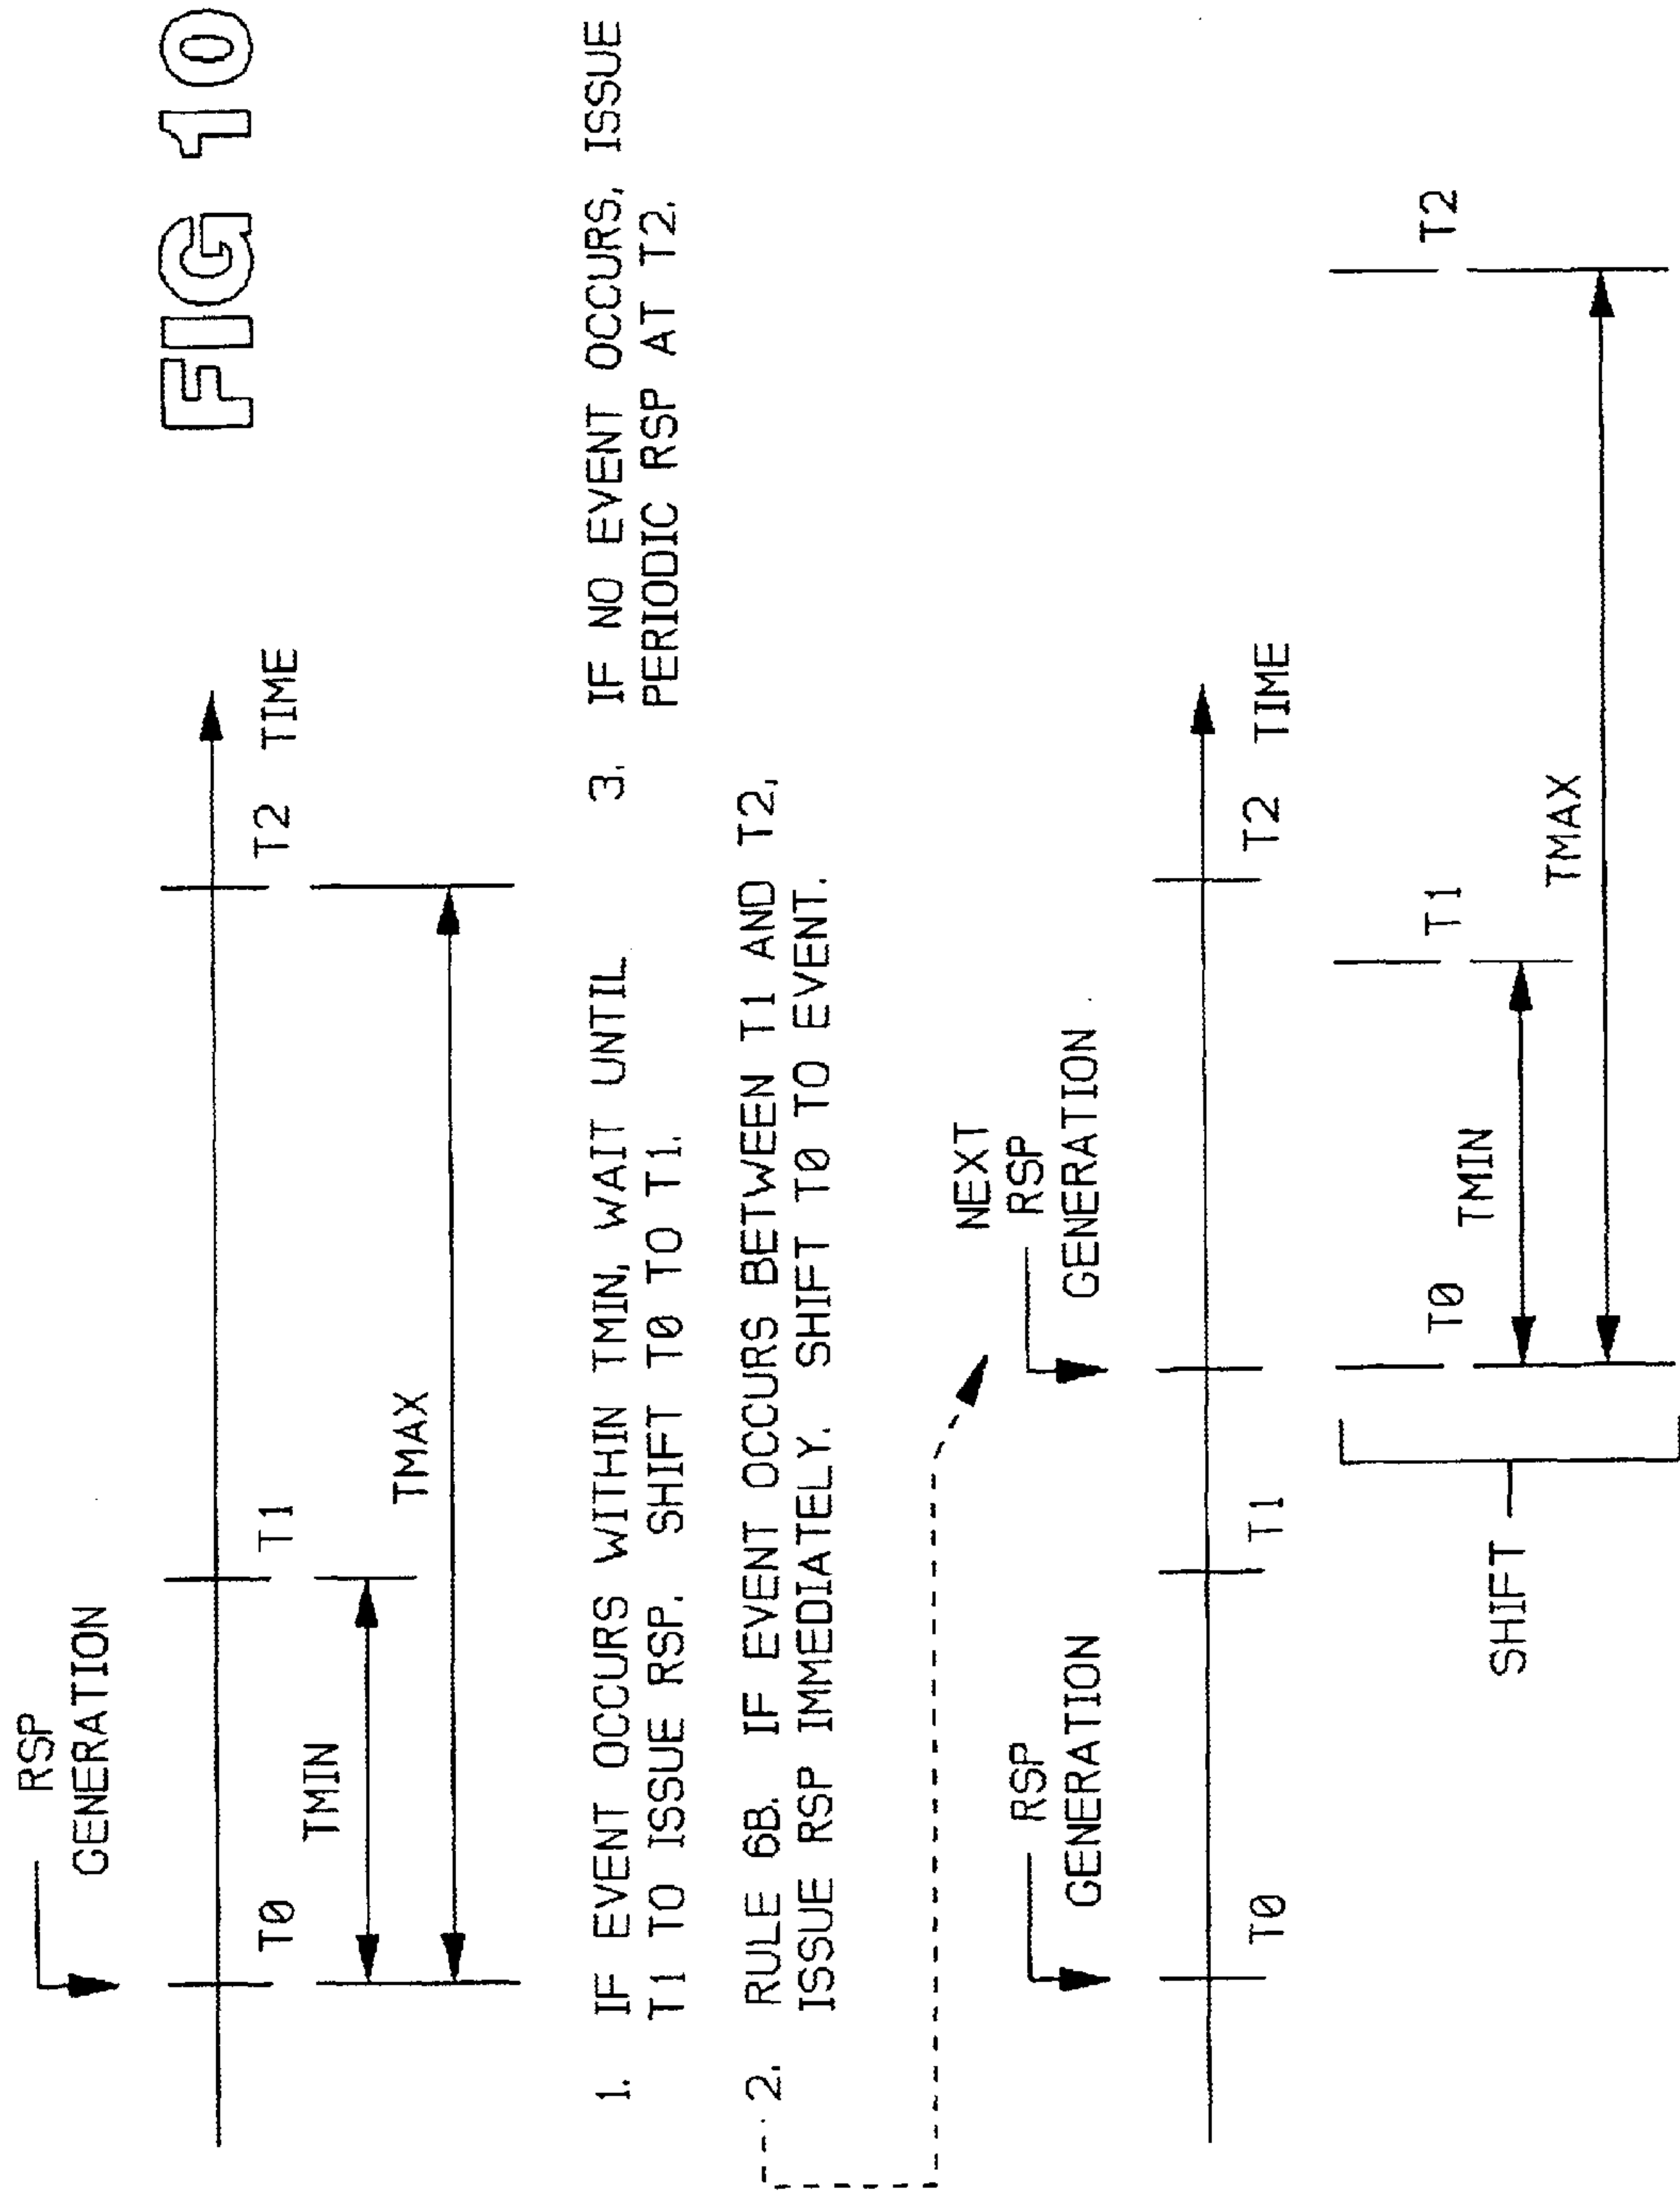 FIG 10
RSP
GENERATION
T0
T1
T2 TIME
TMIN
TMAX
1. IF EVENT OCCURS WITHIN TMIN, WAIT UNTIL
T1 TO ISSUE RSP. SHIFT T0 TO T1.
3. IF NO EVENT OCCURS, ISSUE
PERIODIC RSP AT T2.
2. RULE 6B. IF EVENT OCCURS BETWEEN T1 AND T2,
ISSUE RSP IMMEDIATELY. SHIFT T0 TO EVENT.
RSP
GENERATION
NEXT
RSP
GENERATION
T0
T1
T2 TIME
T0
T1
T2
SHIFT
TMIN
TMAX